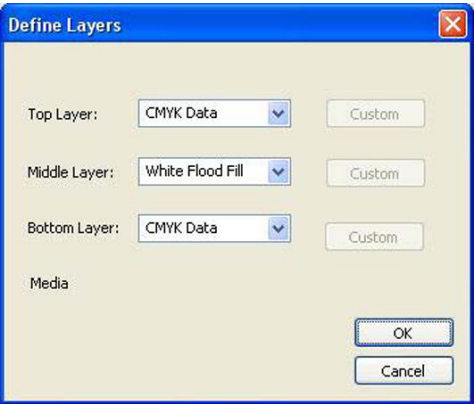 Define Layers
Top Layer: CMYK Data Custom
Middle Layer: White Flood Fill Custom
Bottom Layer: CMYK Data Custom
Media
OK
Cancel